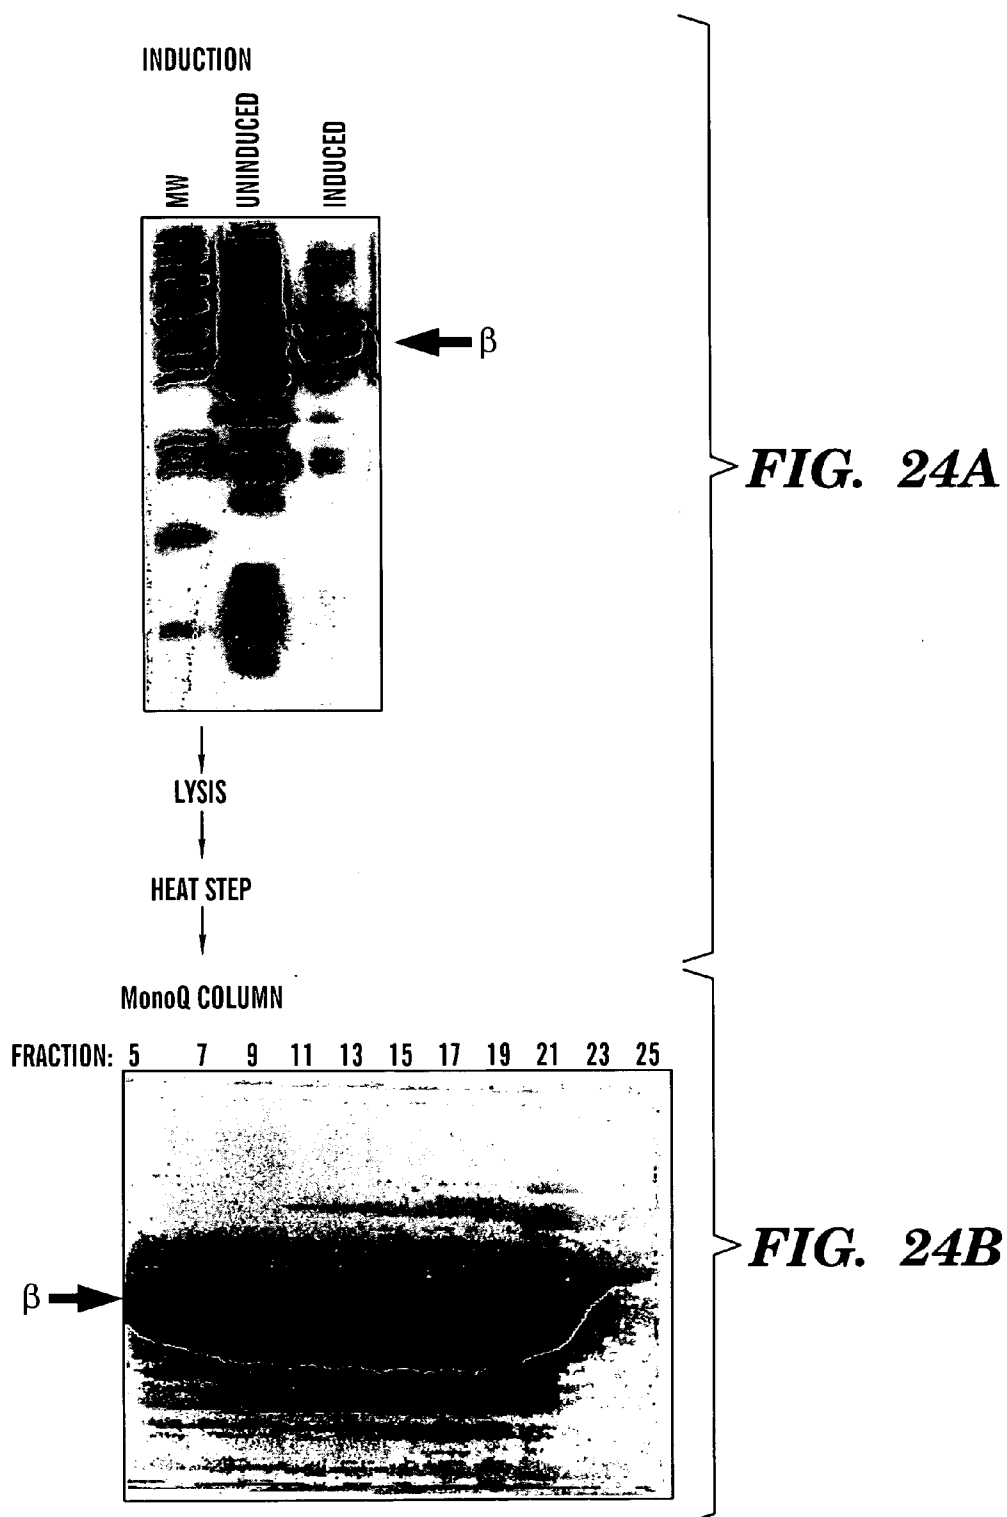 INDUCTION
MW
UNINDUCED
INDUCED
β
FIG. 24A
LYSIS
HEAT STEP
MonoQ COLUMN
FRACTION: 5 7 9 11 13 15 17 19 21 23 25
β
FIG. 24B